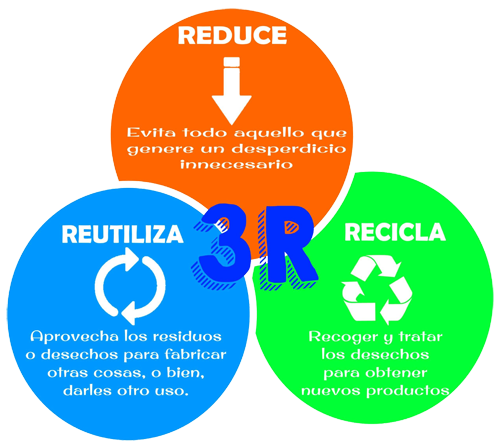 REDUCE
Evita todo aquello que
genere un desperdicio
innecesario
3R
REUTILIZA
Aprovecha los residuos
o desechos para fabricar
otras cosas, o bien,
darles otro uso.
RECICLA
Recoger y tratar
los desechos
para obtener
nuevos productos